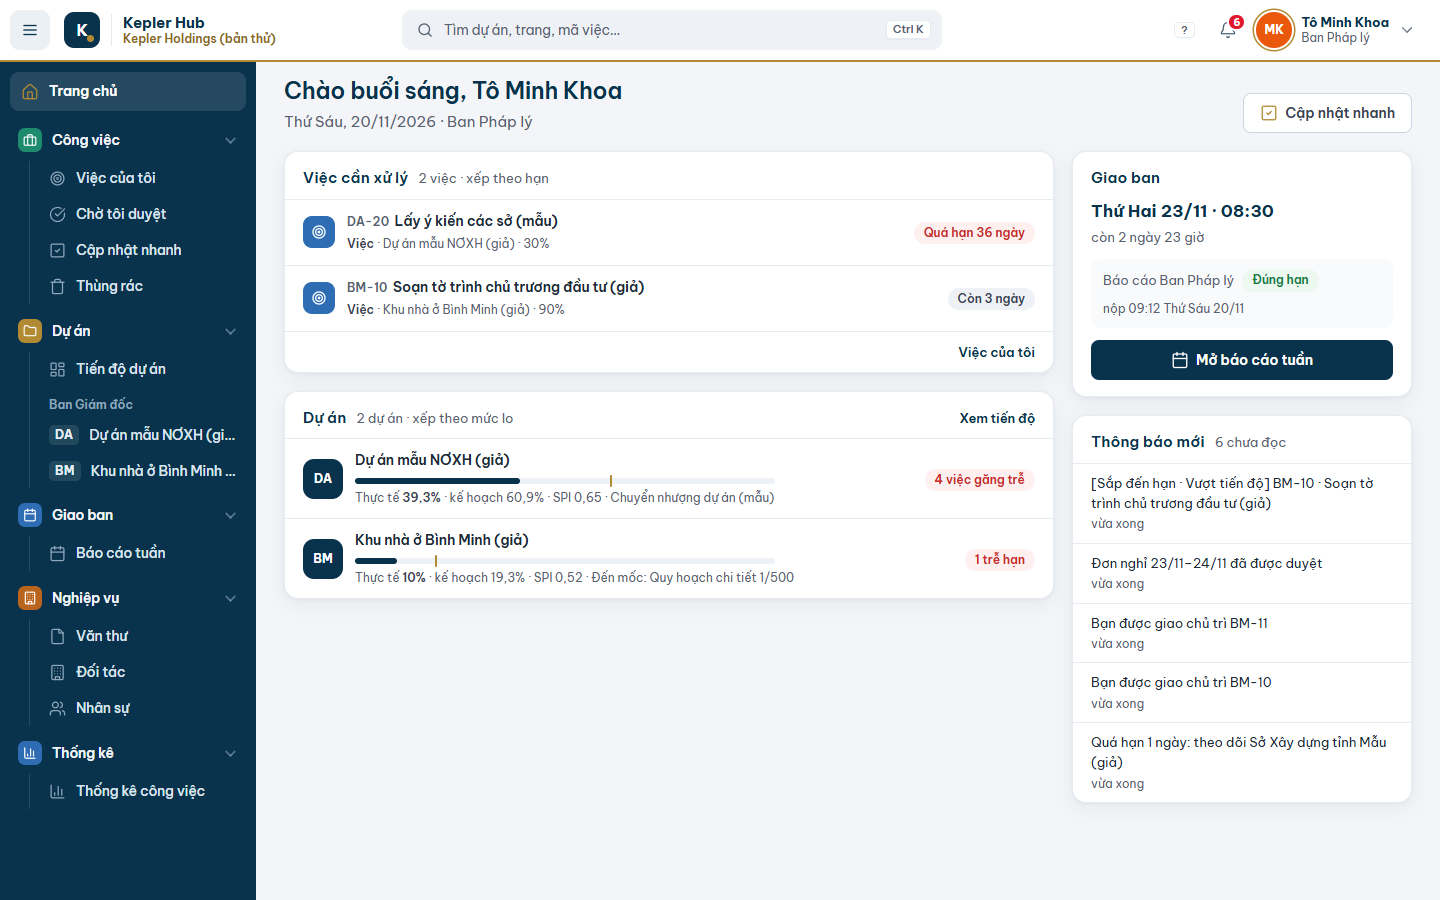 K
Kepler Hub
Kepler Holdings (bản thử)
Tìm dự án, trang, mã việc...
Ctrl K
?
6
MK
Tô Minh Khoa
Ban Pháp lý
Trang chủ
Công việc
Việc của tôi
Chờ tôi duyệt
Cập nhật nhanh
Thùng rác
Dự án
Tiến độ dự án
Ban Giám đốc
DA Dự án mẫu NƠXH (gi...
BM Khu nhà ở Bình Minh ...
Giao ban
Báo cáo tuần
Nghiệp vụ
Văn thư
Đối tác
Nhân sự
Thống kê
Thống kê công việc
Chào buổi sáng, Tô Minh Khoa
Thứ Sáu, 20/11/2026 · Ban Pháp lý
Cập nhật nhanh
Việc cần xử lý 2 việc · xếp theo hạn
DA-20 Lấy ý kiến các sở (mẫu)
Việc · Dự án mẫu NƠXH (giả) · 30%
Quá hạn 36 ngày
BM-10 Soạn tờ trình chủ trương đầu tư (giả)
Việc · Khu nhà ở Bình Minh (giả) · 90%
Còn 3 ngày
Việc của tôi
Dự án 2 dự án · xếp theo mức lo
Xem tiến độ
DA
Dự án mẫu NƠXH (giả)
Thực tế 39,3% · kế hoạch 60,9% · SPI 0,65 · Chuyển nhượng dự án (mẫu)
4 việc găng trễ
BM
Khu nhà ở Bình Minh (giả)
Thực tế 10% · kế hoạch 19,3% · SPI 0,52 · Đến mốc: Quy hoạch chi tiết 1/500
1 trễ hạn
Giao ban
Thứ Hai 23/11 · 08:30
còn 2 ngày 23 giờ
Báo cáo Ban Pháp lý Đúng hạn
nộp 09:12 Thứ Sáu 20/11
Mở báo cáo tuần
Thông báo mới 6 chưa đọc
[Sắp đến hạn · Vượt tiến độ] BM-10 · Soạn tờ
trình chủ trương đầu tư (giả)
vừa xong
Đơn nghỉ 23/11–24/11 đã được duyệt
vừa xong
Bạn được giao chủ trì BM-11
vừa xong
Bạn được giao chủ trì BM-10
vừa xong
Quá hạn 1 ngày: theo dõi Sở Xây dựng tỉnh Mẫu
(giả)
vừa xong